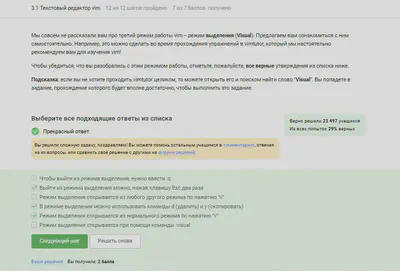 3.1 Текстовый редактор vim 12 из 12 шагов пройдено 7 из 7 баллов получено
Мы совсем не рассказали вам про третий режим работы vim – режим выделения (Visual). Предлагаем вам ознакомиться с ним
самостоятельно. Например, это можно сделать во время прохождения упражнений в vimtutor, который мы настоятельно
рекомендуем вам для изучения vim!
Чтобы убедиться, что вы разобрались с этим режимом работы, отметьте, пожалуйста, все верные утверждения из списка ниже.
Подсказка: если вы не хотите проходить vimtutor целиком, то можете открыть его и поиском найди слово "Visual". Вы попадете в
задание, прохождение которого будет вполне достаточно, чтобы выполнить это задание.
Выберите все подходящие ответы из списка
Верно решили 23 497 учащихся
Из всех попыток 29% верных
Прекрасный ответ.
Вы решили сложную задачу, поздравляем! Вы можете помочь остальным учащимся в комментариях, отвечая
на их вопросы, или сравнить своё решение с другими на форуме решений.
Чтобы выйти из режима выделения, нужно ввести :q
Выйти из режима выделения можно, нажав клавишу Esc два раза
Режим выделения открывается из любого другого режима по нажатию "v"
В режиме выделения можно использовать команды d (удалить) и y (скопировать)
Режим выделения открывается из нормального режима по нажатию "v"
Режим выделения открывается при помощи команды :visual
Следующий шаг Решить снова
Ваши решения Вы получили: 2 балла